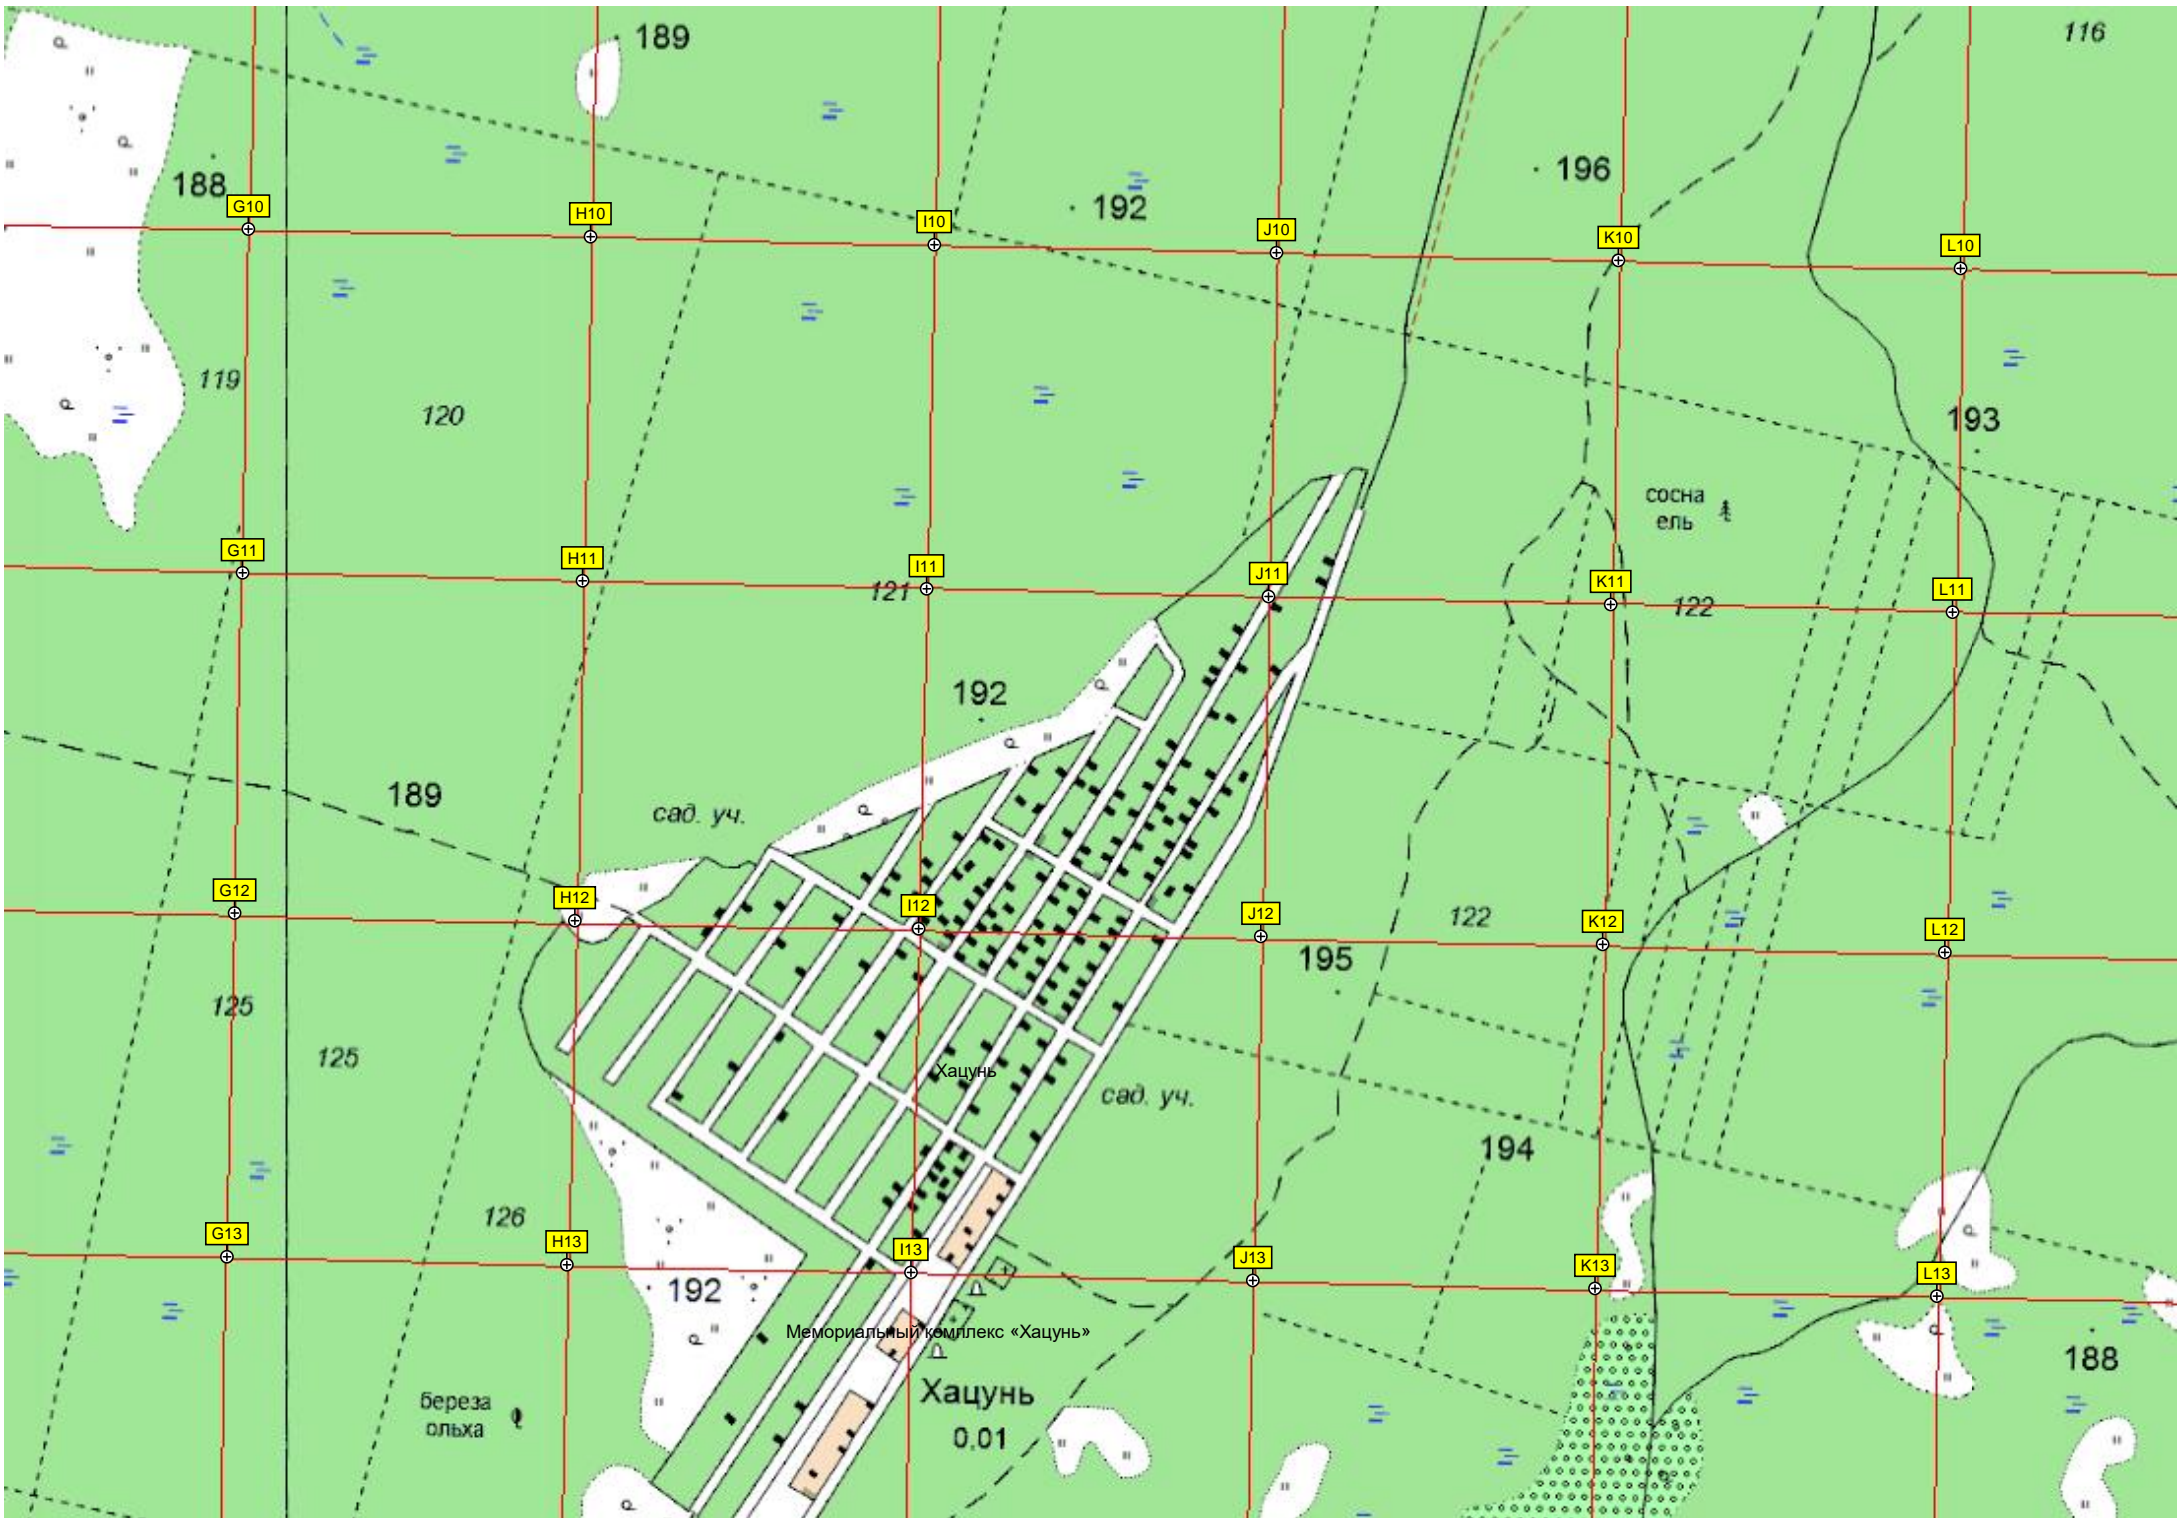 116
189
188
192
196
G10
H10
I10
J10
K10
L10
119
120
193
сосна
ель
G11
H11
I11
J11
K11
L11
121
122
192
189
сад. уч.
G12
H12
I12
J12
K12
L12
122
195
125
125
Хацунь
сад. уч.
194
126
G13
H13
I13
J13
K13
L13
192
Мемориальный комплекс «Хацунь»
188
Хацунь
0,01
береза
ольха